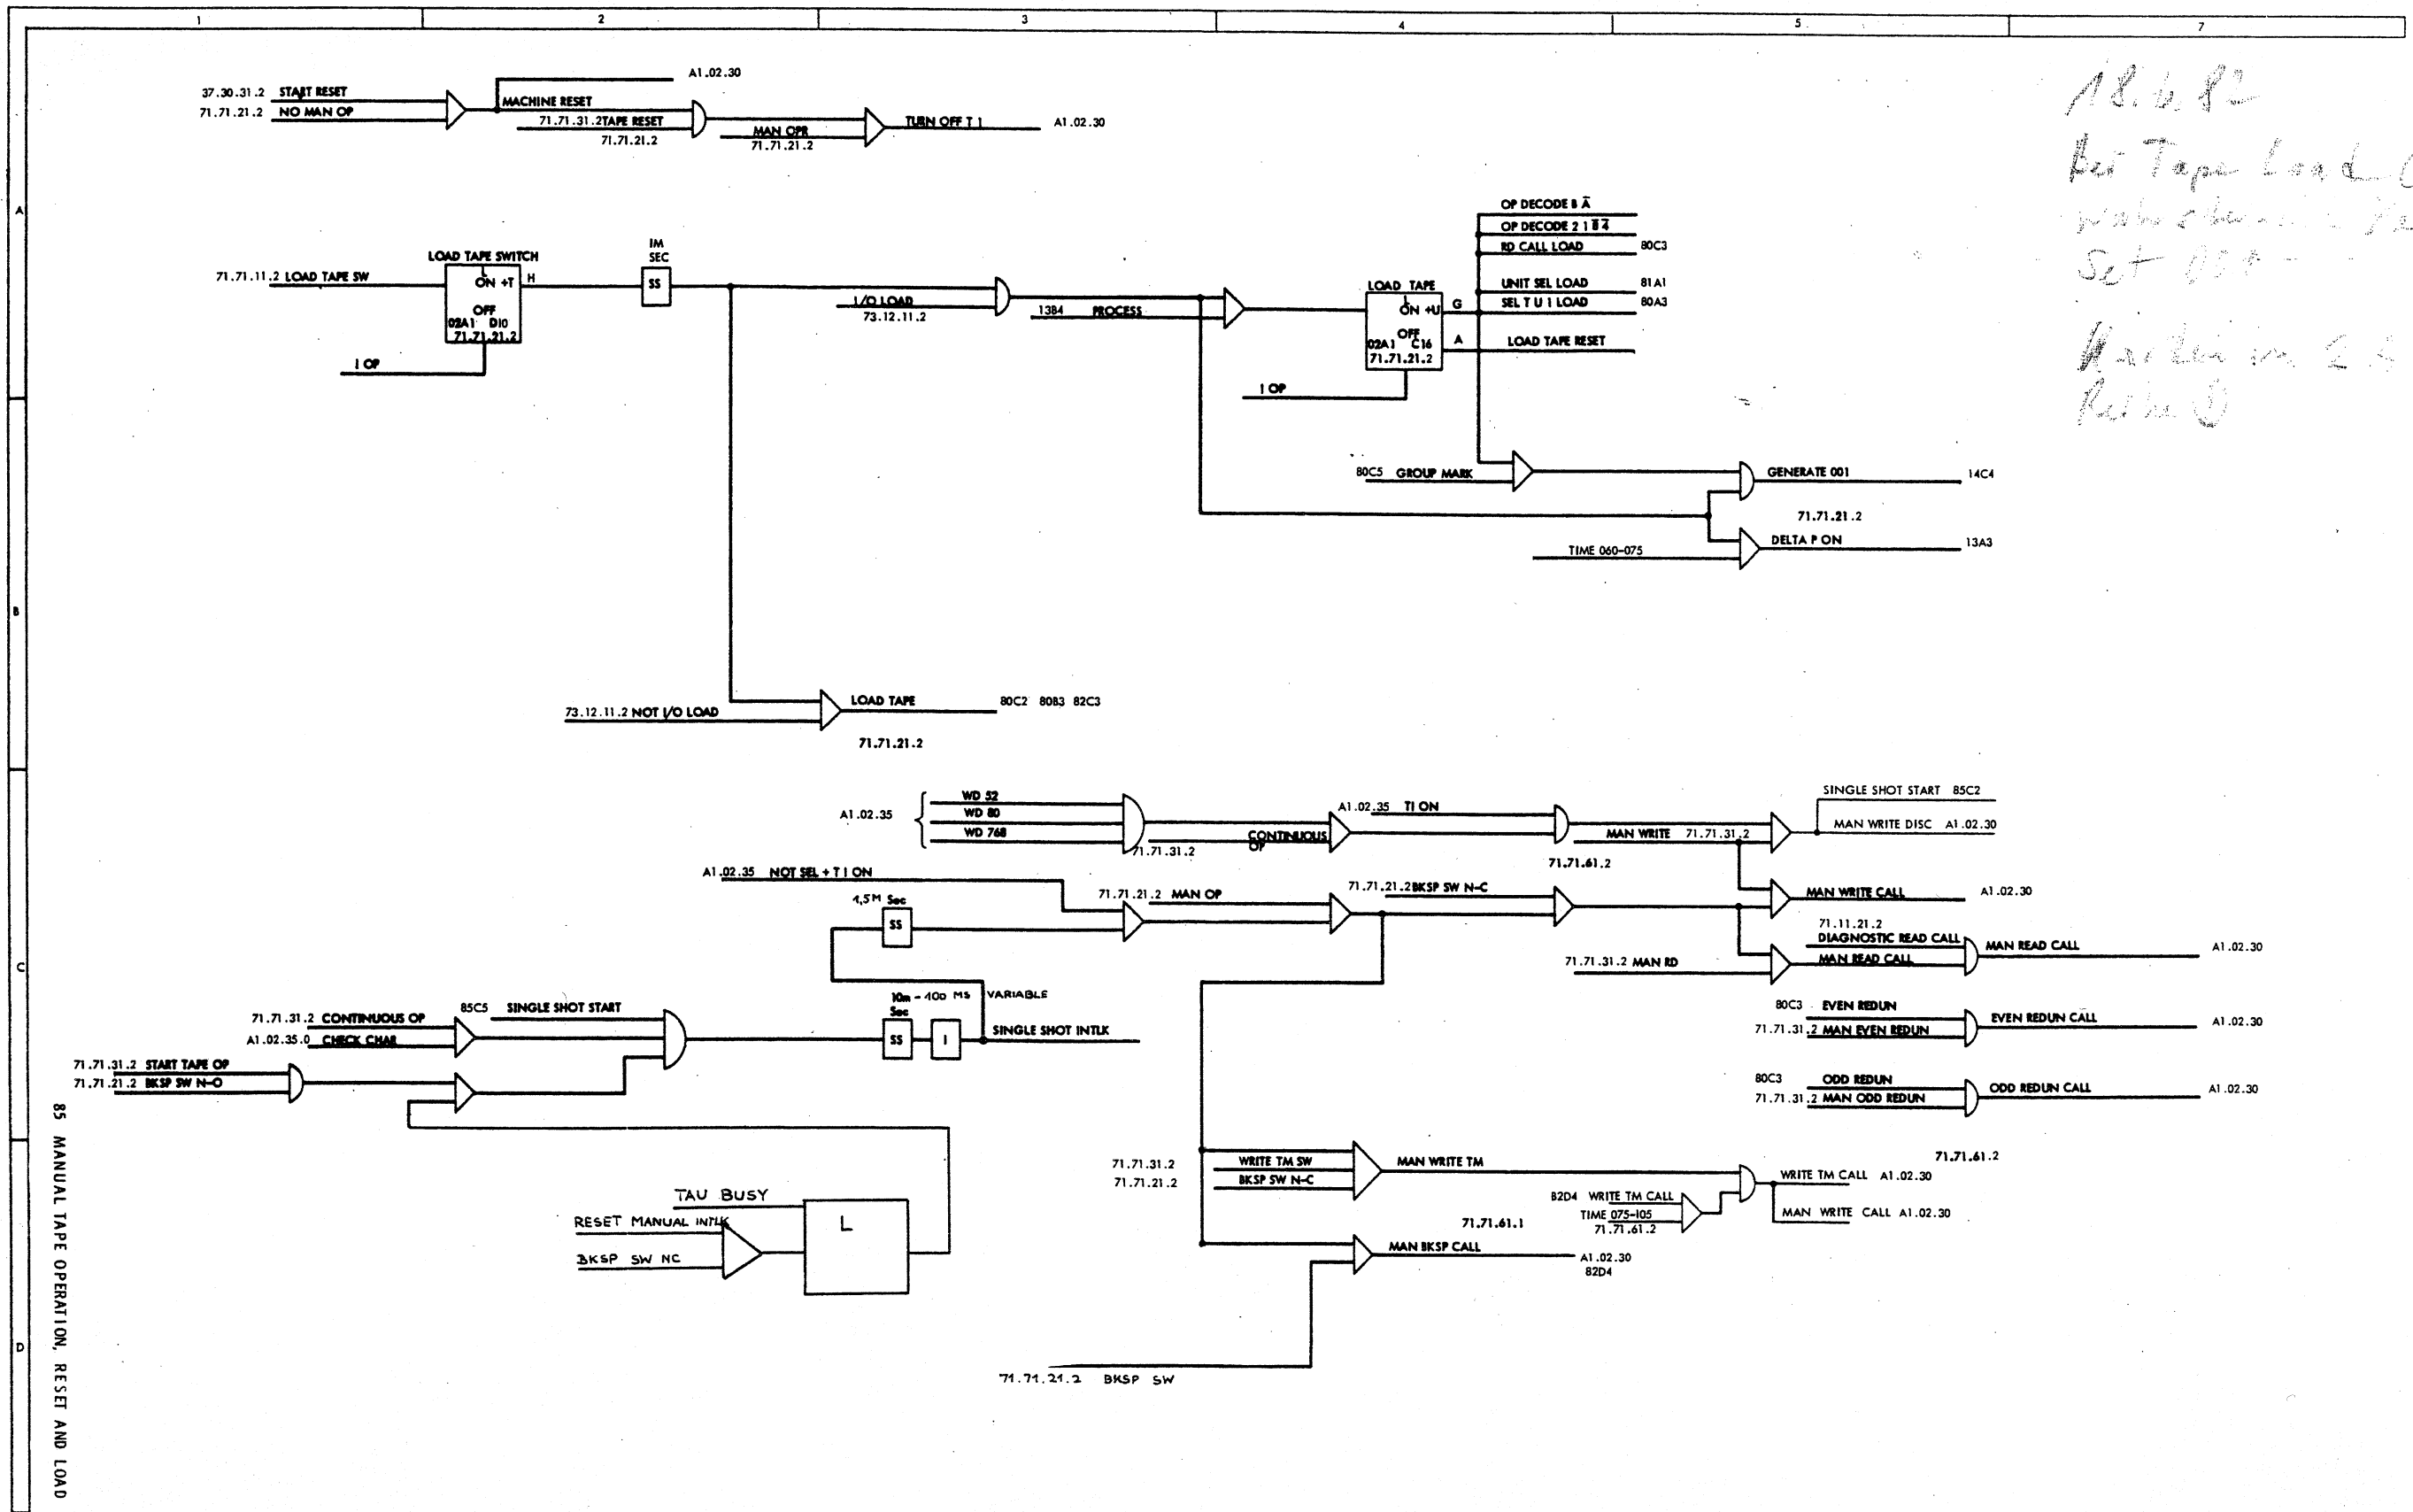 1 2 3 4 5 7
A1.02.30
37.30.31.2 START RESET
71.71.21.2 NO MAN OP
MACHINE RESET
71.71.31.2 TAPE RESET
71.71.21.2
MAN OPR
71.71.21.2
TURN OFF T 1
A1.02.30
18.
Bei Tape Load
Set
A
LOAD TAPE SWITCH
71.71.11.2 LOAD TAPE SW
L
ON +T H
OFF
02A1 D10
71.71.21.2
I OP
IM
SEC
SS
I/O LOAD
73.12.11.2
13B4 PROCESS
LOAD TAPE
L
ON +U G
OFF
02A1 C16 A
71.71.21.2
I OP
OP DECODE B A̅
OP DECODE 2 1 8̅ 4̅
RD CALL LOAD 80C3
UNIT SEL LOAD 81A1
SEL T U 1 LOAD 80A3
LOAD TAPE RESET
80C5 GROUP MARK
GENERATE 001 14C4
71.71.21.2
TIME 060-075
DELTA P ON 13A3
B
73.12.11.2 NOT I/O LOAD
LOAD TAPE 80C2 80B3 82C3
71.71.21.2
A1.02.35
WD 52
WD 80
WD 768
71.71.31.2
CONTINUOUS
OP
A1.02.35 TI ON
71.71.61.2
MAN WRITE 71.71.31.2
SINGLE SHOT START 85C2
MAN WRITE DISC A1.02.30
A1.02.35 NOT SEL + T I ON
1,5M Sec
SS
71.71.21.2 MAN OP
71.71.21.2 BKSP SW N-C
MAN WRITE CALL A1.02.30
71.11.21.2
DIAGNOSTIC READ CALL
MAN READ CALL
MAN READ CALL A1.02.30
71.71.31.2 MAN RD
C
85C5 SINGLE SHOT START
71.71.31.2 CONTINUOUS OP
A1.02.35.0 CHECK CHAR
71.71.31.2 START TAPE OP
71.71.21.2 BKSP SW N-O
10m - 100 MS VARIABLE
Sec
SS I
SINGLE SHOT INTLK
80C3 EVEN REDUN
71.71.31.2 MAN EVEN REDUN
EVEN REDUN CALL A1.02.30
80C3 ODD REDUN
71.71.31.2 MAN ODD REDUN
ODD REDUN CALL A1.02.30
71.71.61.2
71.71.31.2 WRITE TM SW
71.71.21.2 BKSP SW N-C
MAN WRITE TM
B2D4 WRITE TM CALL
TIME 075-105
71.71.61.2
WRITE TM CALL A1.02.30
MAN WRITE CALL A1.02.30
71.71.61.1
MAN BKSP CALL
A1.02.30
82D4
TAU BUSY
RESET MANUAL INTLK
BKSP SW NC
L
D
71.71.21.2 BKSP SW
85 MANUAL TAPE OPERATION, RESET AND LOAD